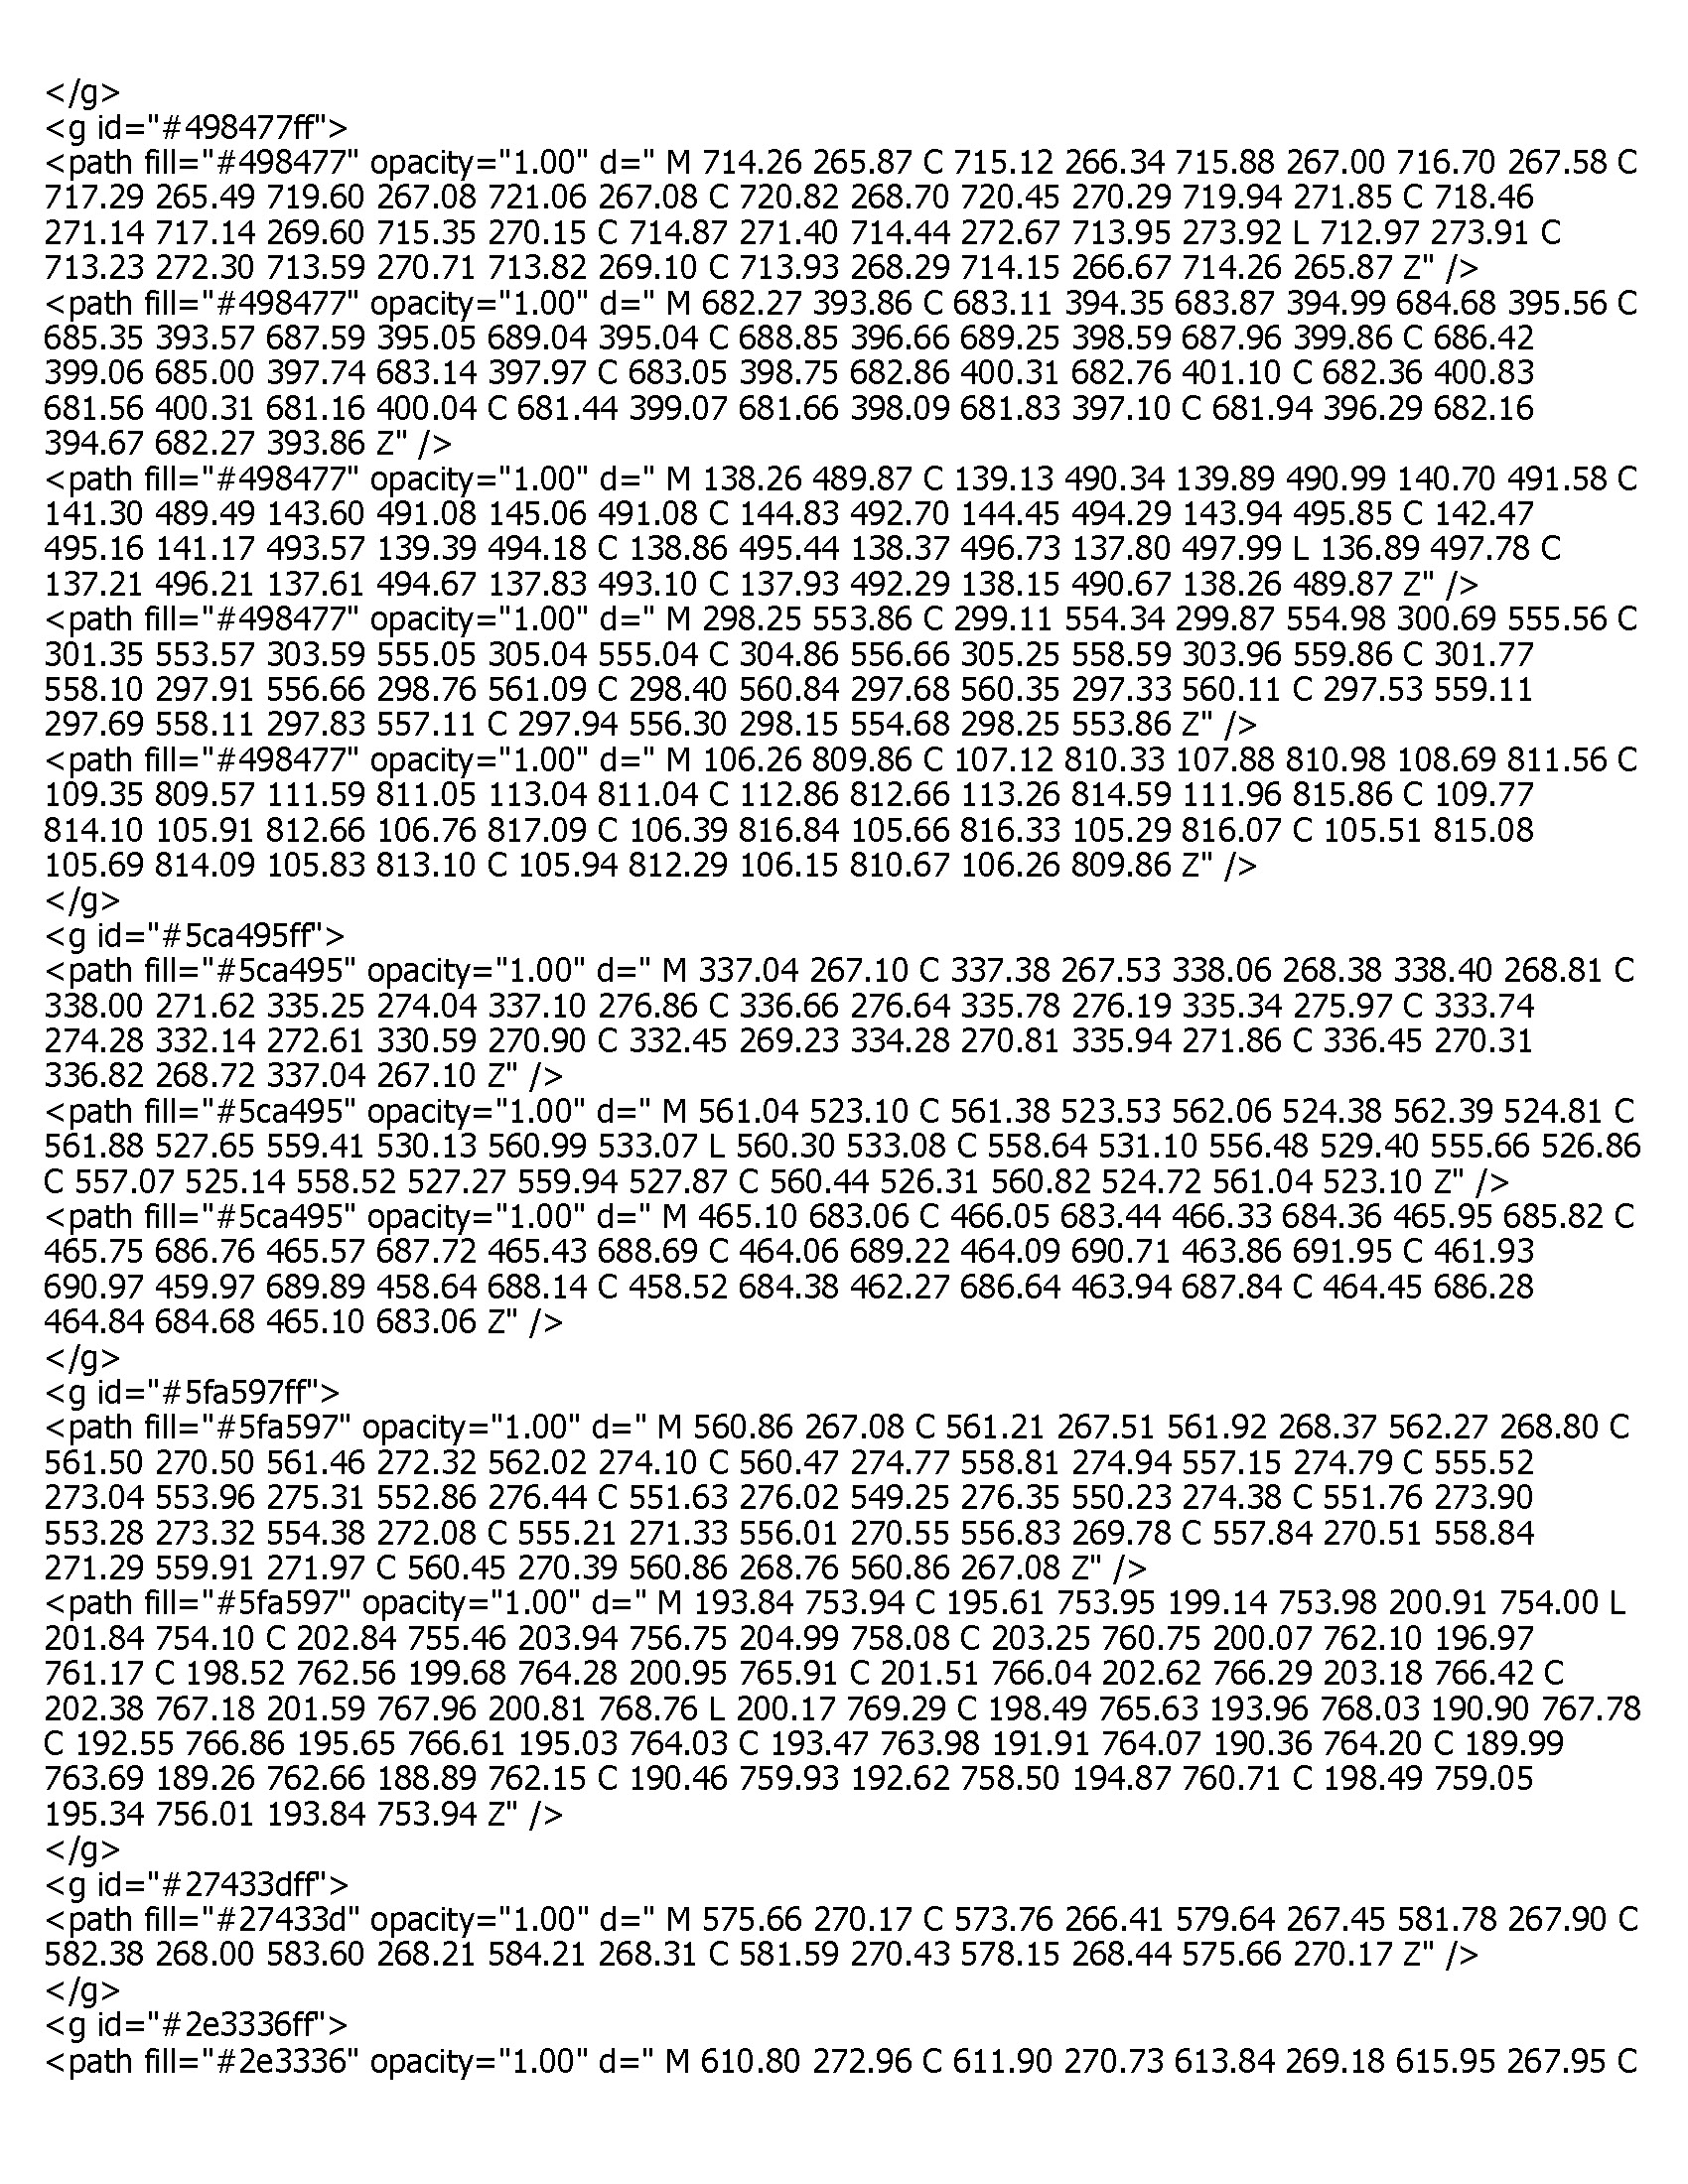 </g>
<g id="#498477ff">
<path fill="#498477" opacity="1.00" d=" M 714.26 265.87 C 715.12 266.34 715.88 267.00 716.70 267.58 C
717.29 265.49 719.60 267.08 721.06 267.08 C 720.82 268.70 720.45 270.29 719.94 271.85 C 718.46
271.14 717.14 269.60 715.35 270.15 C 714.87 271.40 714.44 272.67 713.95 273.92 L 712.97 273.91 C
713.23 272.30 713.59 270.71 713.82 269.10 C 713.93 268.29 714.15 266.67 714.26 265.87 Z" />
<path fill="#498477" opacity="1.00" d=" M 682.27 393.86 C 683.11 394.35 683.87 394.99 684.68 395.56 C
685.35 393.57 687.59 395.05 689.04 395.04 C 688.85 396.66 689.25 398.59 687.96 399.86 C 686.42
399.06 685.00 397.74 683.14 397.97 C 683.05 398.75 682.86 400.31 682.76 401.10 C 682.36 400.83
681.56 400.31 681.16 400.04 C 681.44 399.07 681.66 398.09 681.83 397.10 C 681.94 396.29 682.16
394.67 682.27 393.86 Z" />
<path fill="#498477" opacity="1.00" d=" M 138.26 489.87 C 139.13 490.34 139.89 490.99 140.70 491.58 C
141.30 489.49 143.60 491.08 145.06 491.08 C 144.83 492.70 144.45 494.29 143.94 495.85 C 142.47
495.16 141.17 493.57 139.39 494.18 C 138.86 495.44 138.37 496.73 137.80 497.99 L 136.89 497.78 C
137.21 496.21 137.61 494.67 137.83 493.10 C 137.93 492.29 138.15 490.67 138.26 489.87 Z" />
<path fill="#498477" opacity="1.00" d=" M 298.25 553.86 C 299.11 554.34 299.87 554.98 300.69 555.56 C
301.35 553.57 303.59 555.05 305.04 555.04 C 304.86 556.66 305.25 558.59 303.96 559.86 C 301.77
558.10 297.91 556.66 298.76 561.09 C 298.40 560.84 297.68 560.35 297.33 560.11 C 297.53 559.11
297.69 558.11 297.83 557.11 C 297.94 556.30 298.15 554.68 298.25 553.86 Z" />
<path fill="#498477" opacity="1.00" d=" M 106.26 809.86 C 107.12 810.33 107.88 810.98 108.69 811.56 C
109.35 809.57 111.59 811.05 113.04 811.04 C 112.86 812.66 113.26 814.59 111.96 815.86 C 109.77
814.10 105.91 812.66 106.76 817.09 C 106.39 816.84 105.66 816.33 105.29 816.07 C 105.51 815.08
105.69 814.09 105.83 813.10 C 105.94 812.29 106.15 810.67 106.26 809.86 Z" />
</g>
<g id="#5ca495ff">
<path fill="#5ca495" opacity="1.00" d=" M 337.04 267.10 C 337.38 267.53 338.06 268.38 338.40 268.81 C
338.00 271.62 335.25 274.04 337.10 276.86 C 336.66 276.64 335.78 276.19 335.34 275.97 C 333.74
274.28 332.14 272.61 330.59 270.90 C 332.45 269.23 334.28 270.81 335.94 271.86 C 336.45 270.31
336.82 268.72 337.04 267.10 Z" />
<path fill="#5ca495" opacity="1.00" d=" M 561.04 523.10 C 561.38 523.53 562.06 524.38 562.39 524.81 C
561.88 527.65 559.41 530.13 560.99 533.07 L 560.30 533.08 C 558.64 531.10 556.48 529.40 555.66 526.86
C 557.07 525.14 558.52 527.27 559.94 527.87 C 560.44 526.31 560.82 524.72 561.04 523.10 Z" />
<path fill="#5ca495" opacity="1.00" d=" M 465.10 683.06 C 466.05 683.44 466.33 684.36 465.95 685.82 C
465.75 686.76 465.57 687.72 465.43 688.69 C 464.06 689.22 464.09 690.71 463.86 691.95 C 461.93
690.97 459.97 689.89 458.64 688.14 C 458.52 684.38 462.27 686.64 463.94 687.84 C 464.45 686.28
464.84 684.68 465.10 683.06 Z" />
</g>
<g id="#5fa597ff">
<path fill="#5fa597" opacity="1.00" d=" M 560.86 267.08 C 561.21 267.51 561.92 268.37 562.27 268.80 C
561.50 270.50 561.46 272.32 562.02 274.10 C 560.47 274.77 558.81 274.94 557.15 274.79 C 555.52
273.04 553.96 275.31 552.86 276.44 C 551.63 276.02 549.25 276.35 550.23 274.38 C 551.76 273.90
553.28 273.32 554.38 272.08 C 555.21 271.33 556.01 270.55 556.83 269.78 C 557.84 270.51 558.84
271.29 559.91 271.97 C 560.45 270.39 560.86 268.76 560.86 267.08 Z" />
<path fill="#5fa597" opacity="1.00" d=" M 193.84 753.94 C 195.61 753.95 199.14 753.98 200.91 754.00 L
201.84 754.10 C 202.84 755.46 203.94 756.75 204.99 758.08 C 203.25 760.75 200.07 762.10 196.97
761.17 C 198.52 762.56 199.68 764.28 200.95 765.91 C 201.51 766.04 202.62 766.29 203.18 766.42 C
202.38 767.18 201.59 767.96 200.81 768.76 L 200.17 769.29 C 198.49 765.63 193.96 768.03 190.90 767.78
C 192.55 766.86 195.65 766.61 195.03 764.03 C 193.47 763.98 191.91 764.07 190.36 764.20 C 189.99
763.69 189.26 762.66 188.89 762.15 C 190.46 759.93 192.62 758.50 194.87 760.71 C 198.49 759.05
195.34 756.01 193.84 753.94 Z" />
</g>
<g id="#27433dff">
<path fill="#27433d" opacity="1.00" d=" M 575.66 270.17 C 573.76 266.41 579.64 267.45 581.78 267.90 C
582.38 268.00 583.60 268.21 584.21 268.31 C 581.59 270.43 578.15 268.44 575.66 270.17 Z" />
</g>
<g id="#2e3336ff">
<path fill="#2e3336" opacity="1.00" d=" M 610.80 272.96 C 611.90 270.73 613.84 269.18 615.95 267.95 C